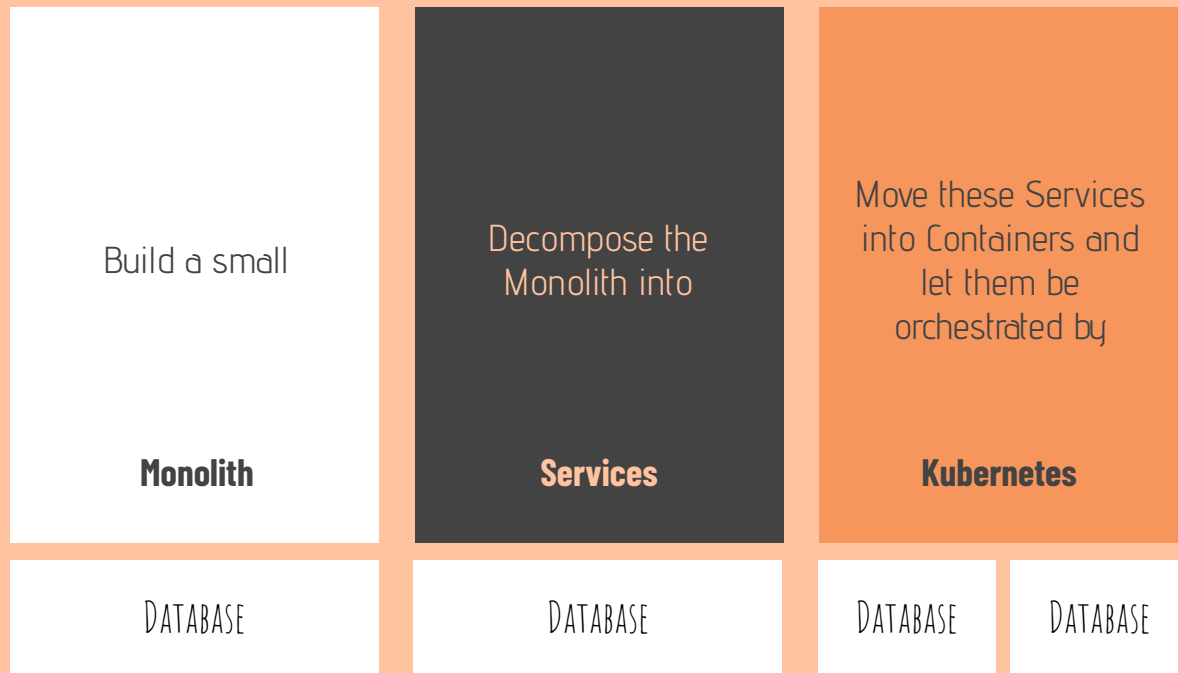 Build a small
Monolith
Decompose the
Monolith into
Services
Move these Services
into Containers and
let them be
orchestrated by
Kubernetes
DATABASE
DATABASE
DATABASE
DATABASE